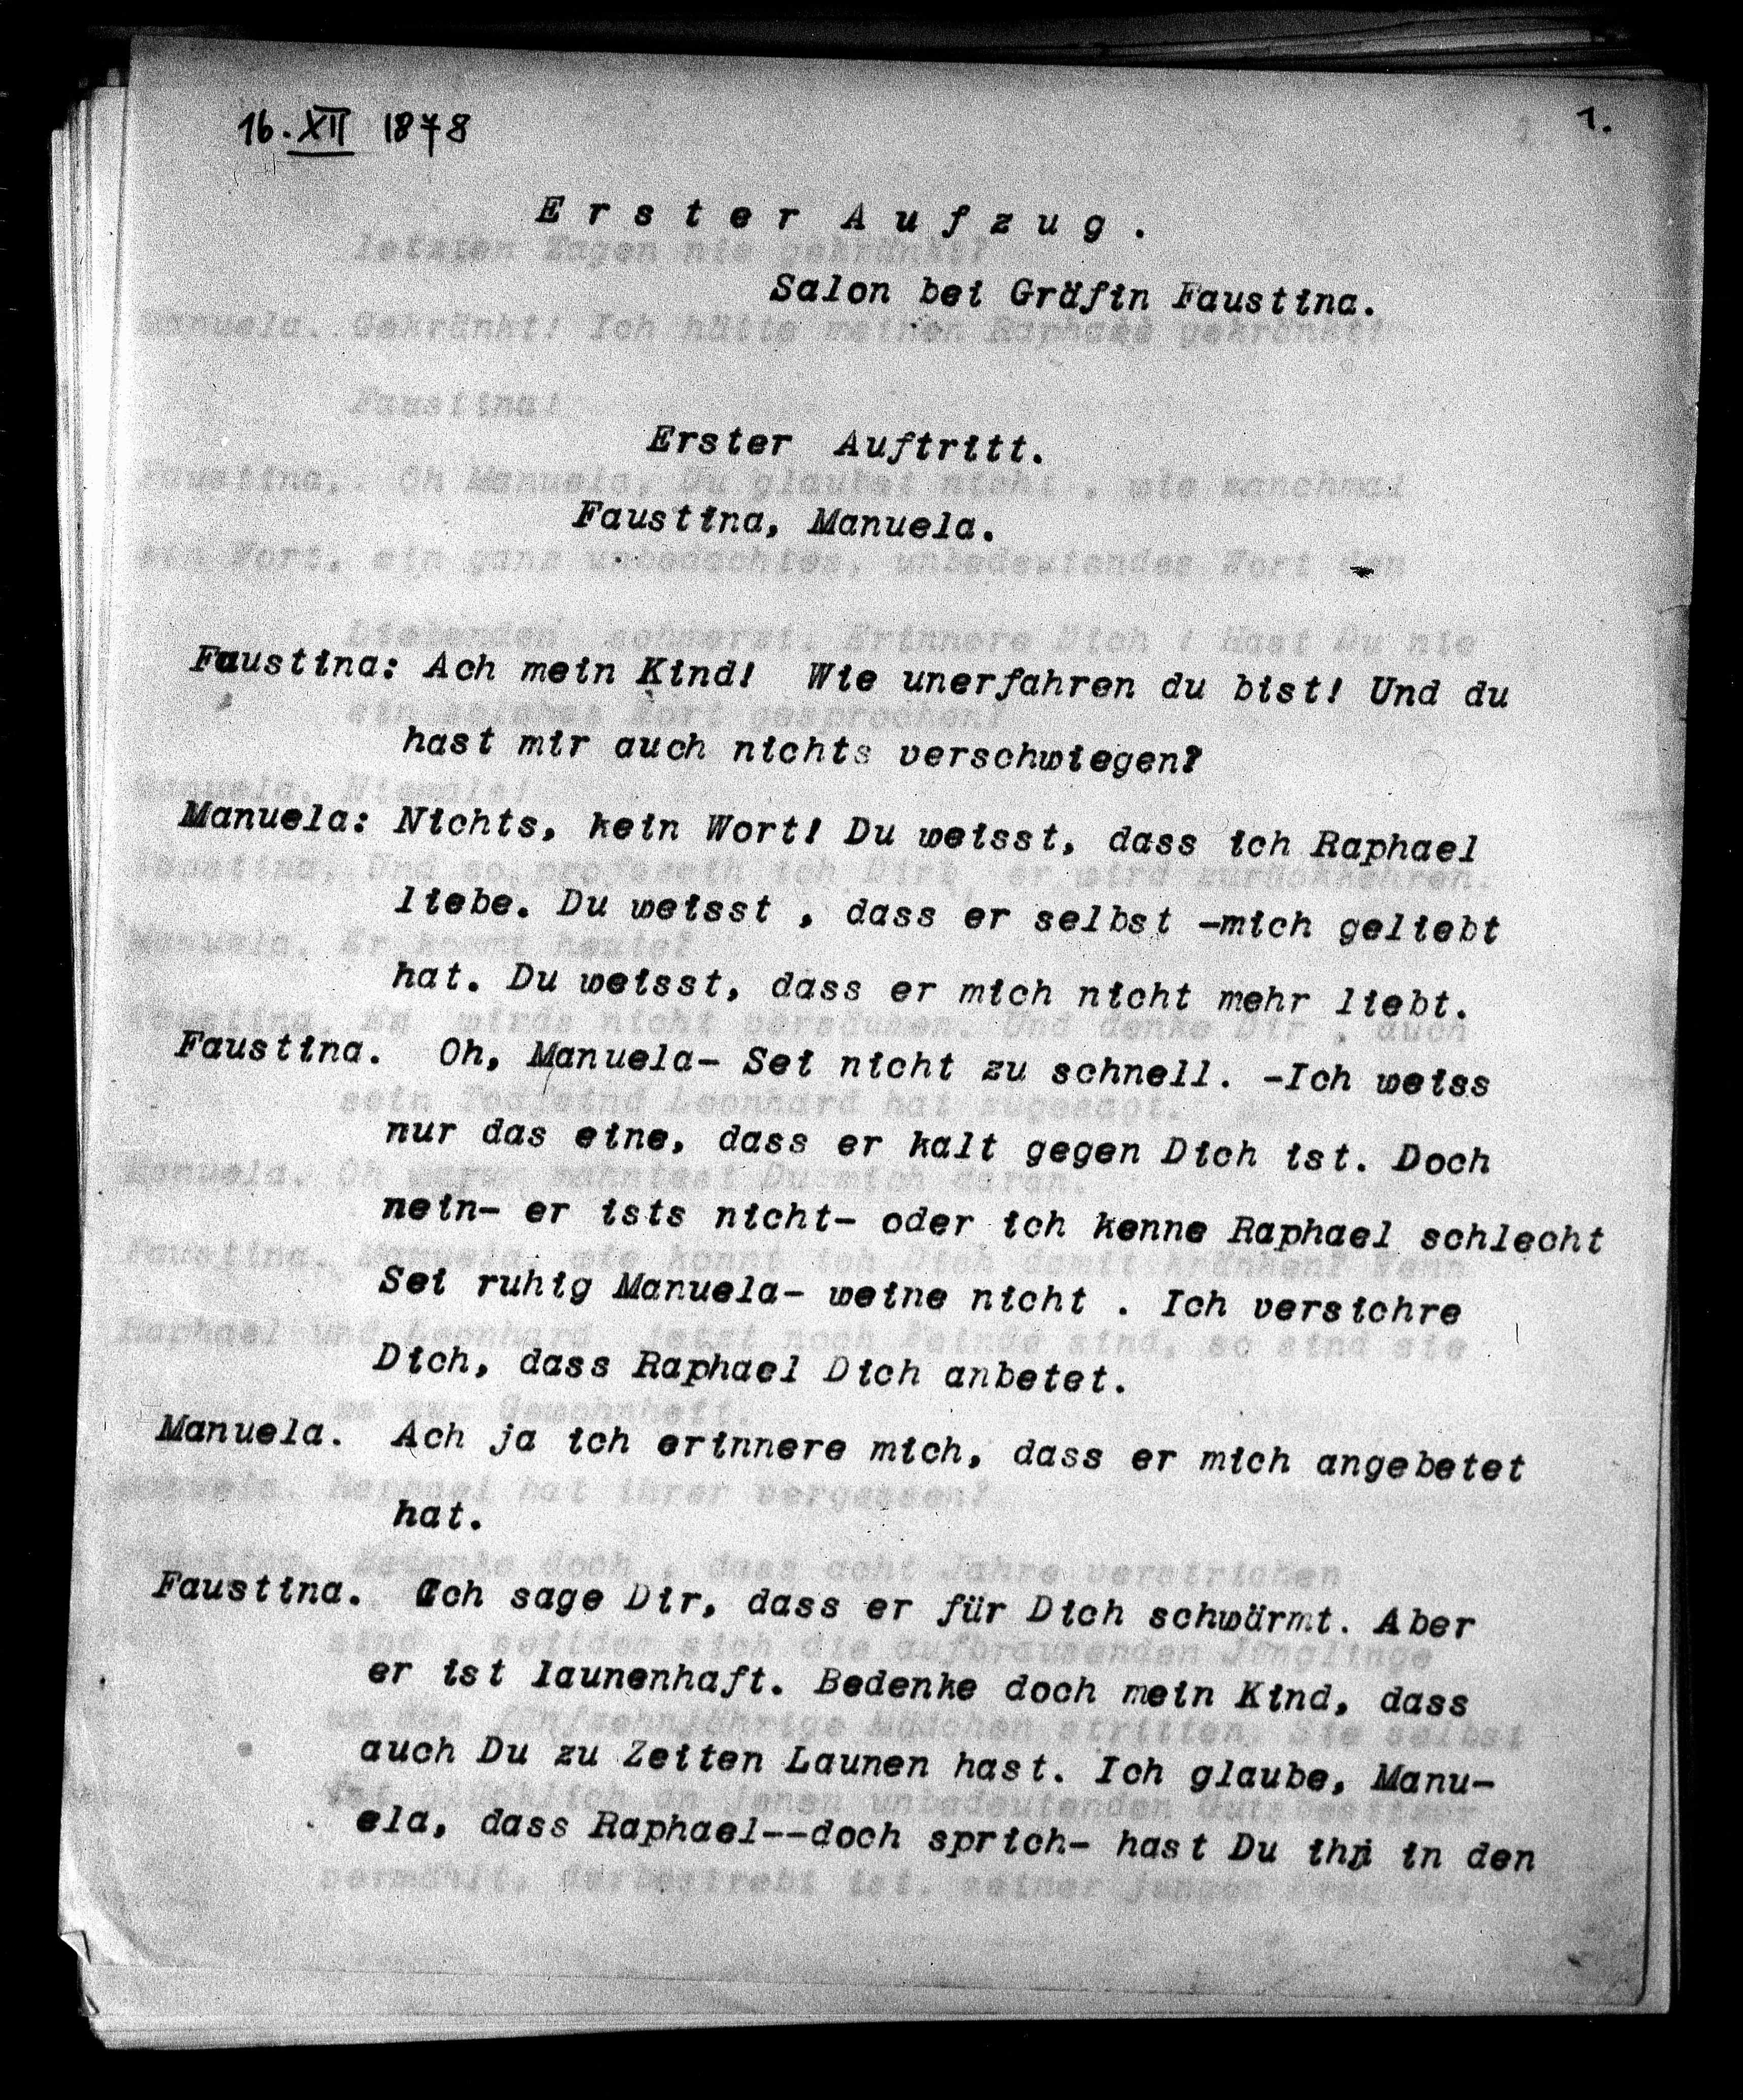 16. XII 1878
1.
Erster Aufzug.
Salon bei Gräfin Faustina.
Erster Auftritt.
Faustina, Manuela.
Faustina: Ach mein Kind! Wie unerfahren du bist! Und du
hast mir auch nichts verschwiegen?
Manuela: Nichts, kein Wort! Du weisst, dass ich Raphael
liebe. Du weisst , dass er selbst -mich geliebt
hat. Du weisst, dass er mich nicht mehr liebt.
Faustina. Oh, Manuela- Sei nicht zu schnell. -Ich weiss
nur das eine, dass er kalt gegen Dich ist. Doch
nein- er ists nicht- oder ich kenne Raphael schlecht
Sei ruhig Manuela- weine nicht . Ich versichre
Dich, dass Raphael Dich anbetet.
Manuela. Ach ja ich erinnere mich, dass er mich angebetet
hat.
Faustina. Ich sage Dir, dass er für Dich schwärmt. Aber
er ist launenhaft. Bedenke doch mein Kind, dass
auch Du zu Zeiten Launen hast. Ich glaube, Manu-
ela, dass Raphael--doch sprich- hast Du ihn in den